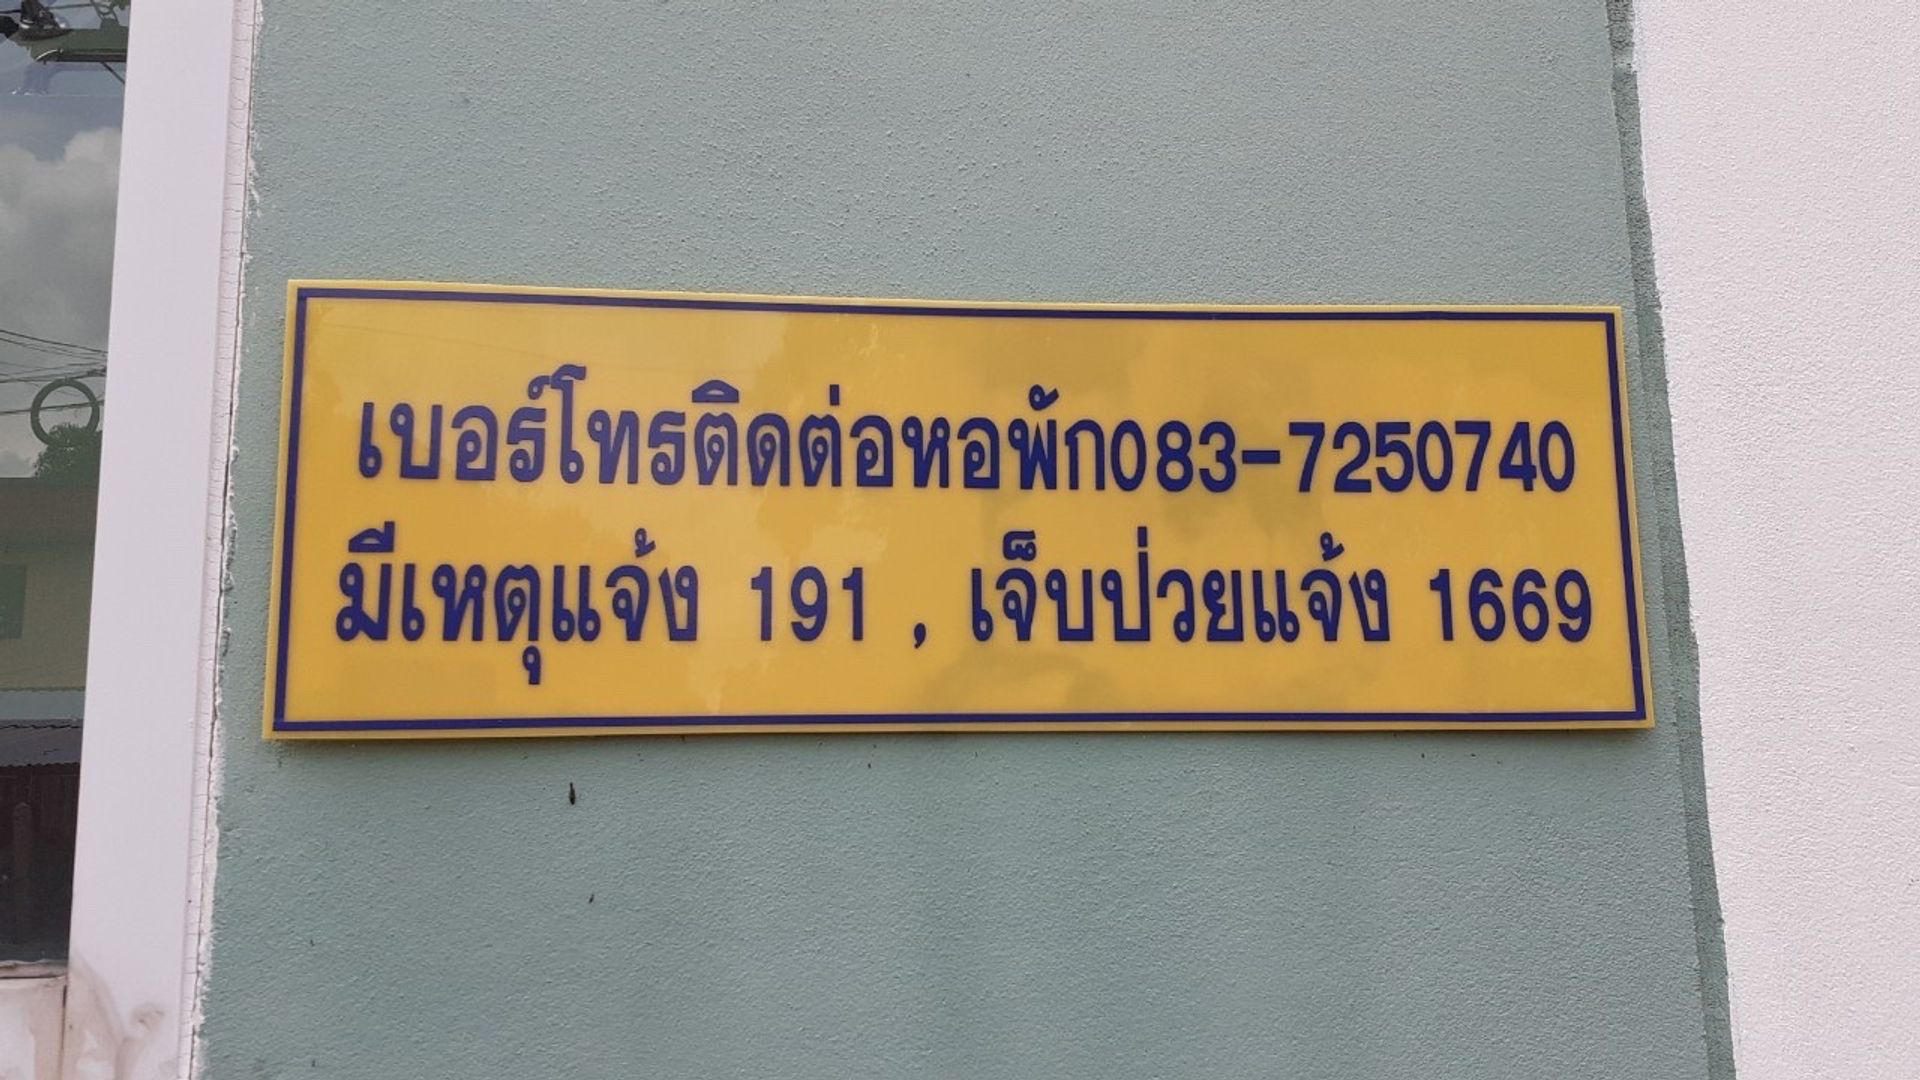 เบอร์โทรติดต่อหอพัก083-7250740
มีเหตุแจ้ง 191 , เจ็บป่วยแจ้ง 1669